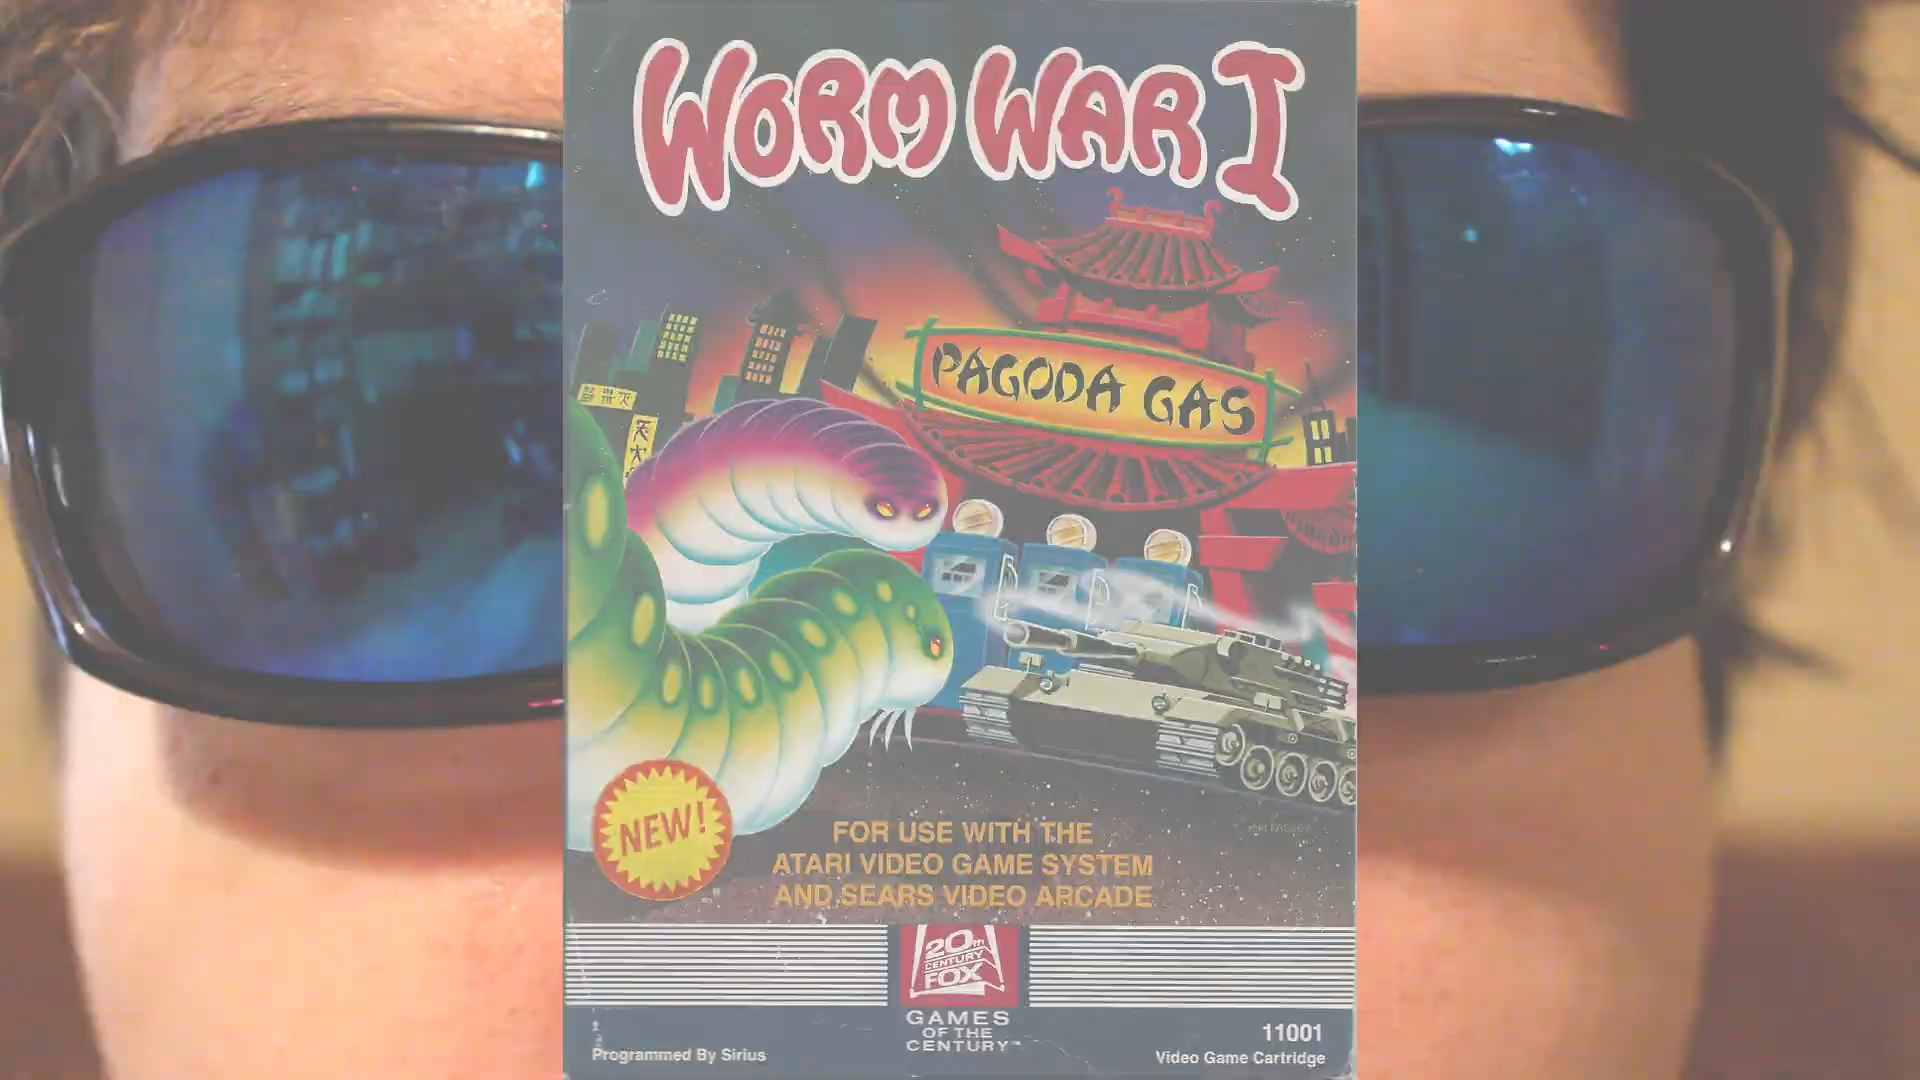 WORM WAR I
PAGODA GAS
NEW!
FOR USE WITH THE
ATARI VIDEO GAME SYSTEM
AND SEARS VIDEO ARCADE
20th
CENTURY
FOX
GAMES
OF THE
CENTURY™
11001
Programmed By Sirius
Video Game Cartridge